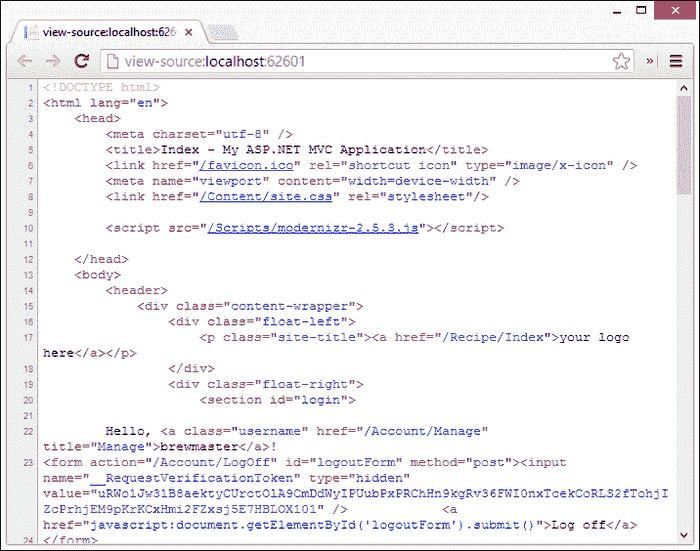 view-source:localhost:626
view-source:localhost:62601
1 <!DOCTYPE html>
2 <html lang="en">
3 <head>
4 <meta charset="utf-8" />
5 <title>Index - My ASP.NET MVC Application</title>
6 <link href="/favicon.ico" rel="shortcut icon" type="image/x-icon" />
7 <meta name="viewport" content="width=device-width" />
8 <link href="/Content/site.css" rel="stylesheet"/>
9
10 <script src="/Scripts/modernizr-2.5.3.js"></script>
11
12 </head>
13 <body>
14 <header>
15 <div class="content-wrapper">
16 <div class="float-left">
17 <p class="site-title"><a href="/Recipe/Index">your logo
here</a></p>
18 </div>
19 <div class="float-right">
20 <section id="login">
21
22 Hello, <a class="username" href="/Account/Manage"
title="Manage">brewmaster</a>!
23 <form action="/Account/LogOff" id="logoutForm" method="post"><input
name="__RequestVerificationToken" type="hidden"
value="uRWo1Jw31B8aektyCUrctOlA9CmDdWyIPUubPxPRChHn9kgRv36FWI0nxTcekCoRLS2fTohjI
ZcPrhjEM9pKrKCxHmi2FZxsj5E7HBLOX101" /> <a
href="javascript:document.getElementById('logoutForm').submit()">Log off</a>
24 </form>